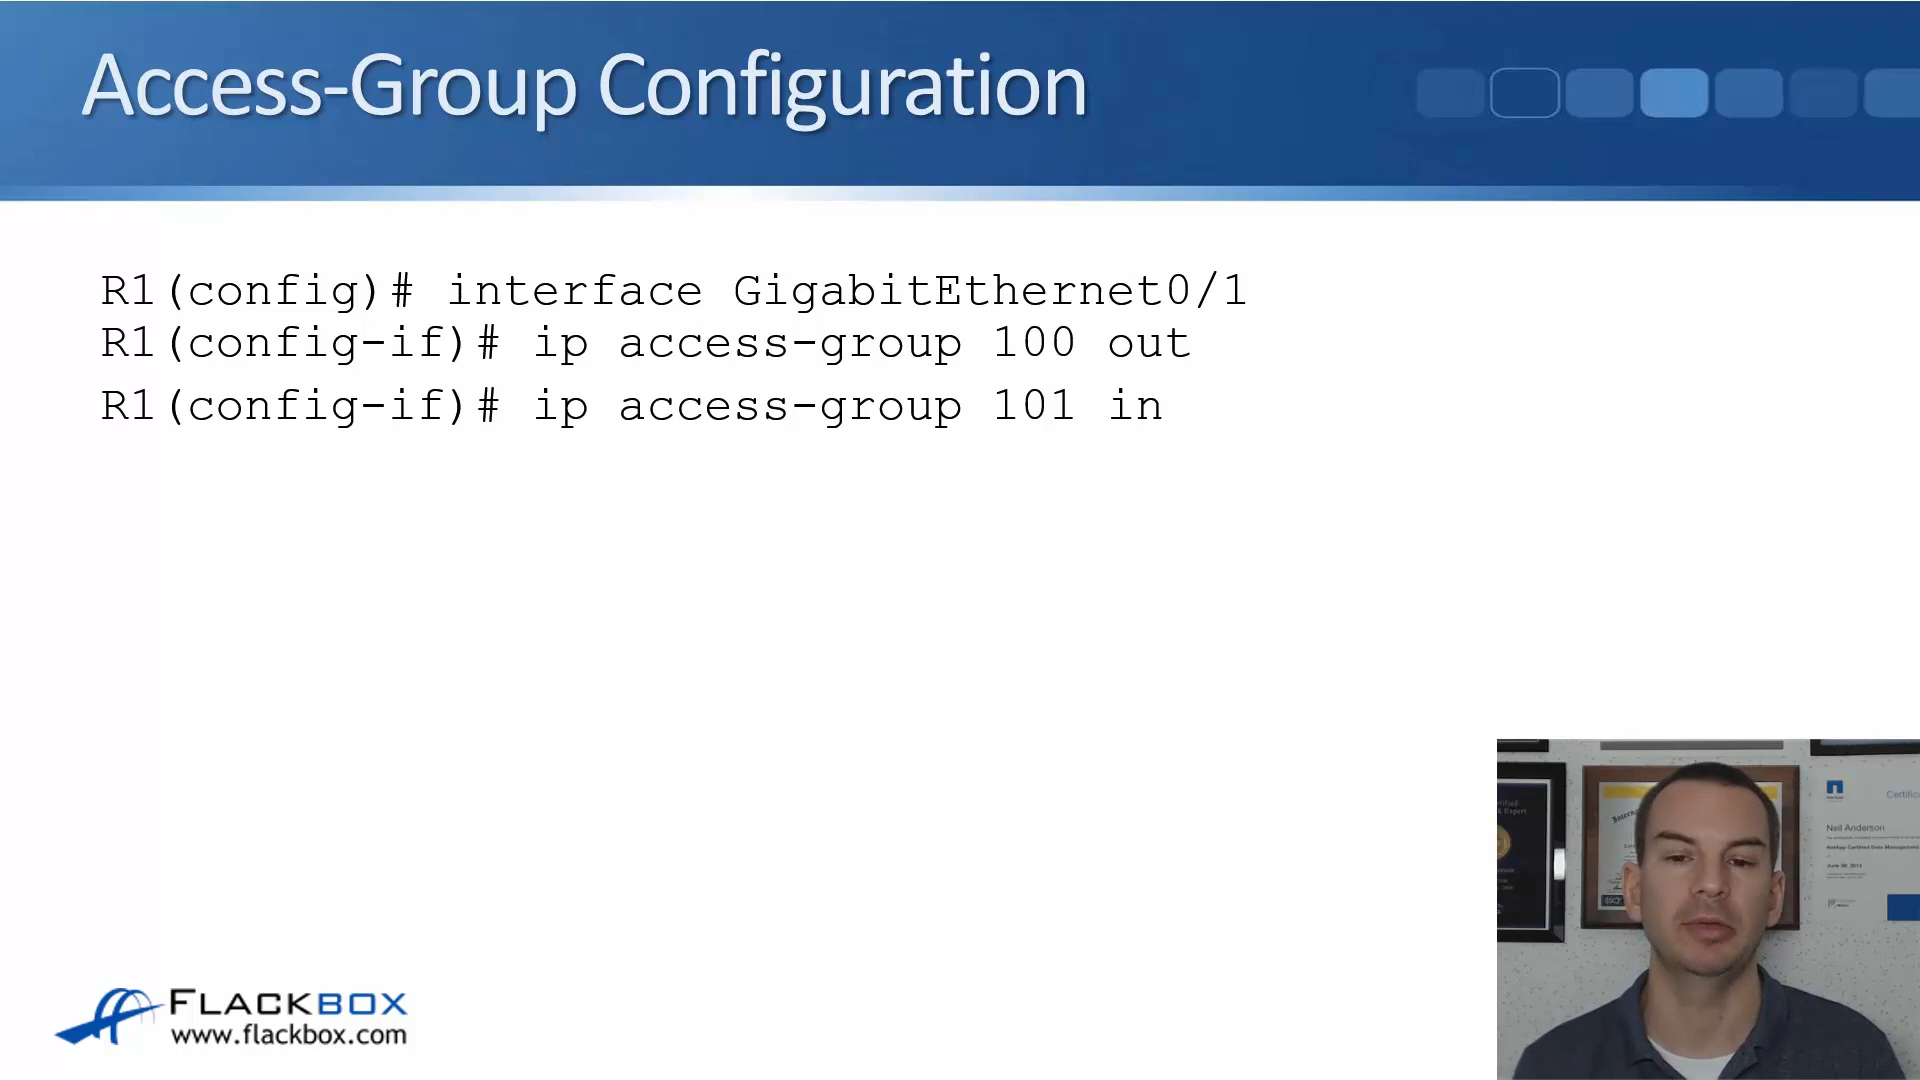 Access-Group Configuration
R1(config)# interface GigabitEthernet0/1
R1(config-if)# ip access-group 100 out
R1(config-if)# ip access-group 101 in
FLACKBOX
www.flackbox.com
Neil Anderson